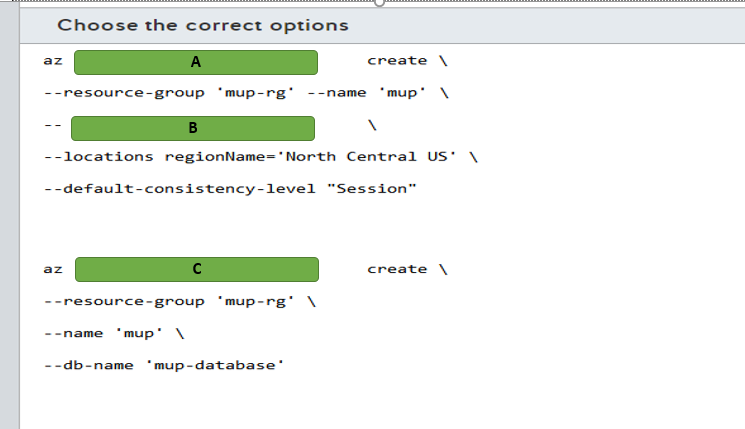 Choose the correct options
az A create \
--resource-group 'mup-rg' --name 'mup' \
-- B \
--locations regionName='North Central US' \
--default-consistency-level "Session"
az C create \
--resource-group 'mup-rg' \
--name 'mup' \
--db-name 'mup-database'